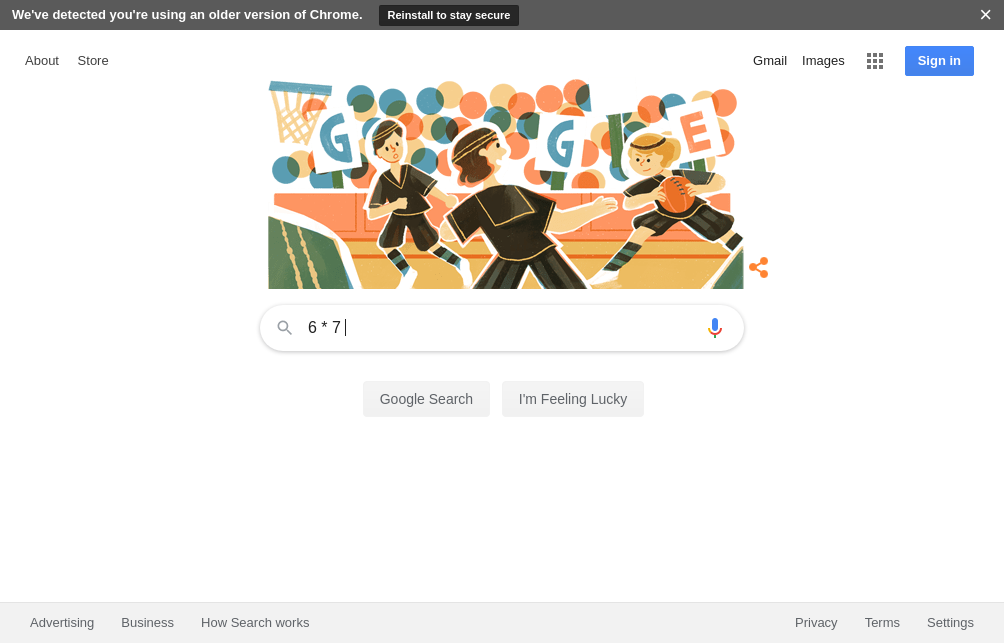 We've detected you're using an older version of Chrome. Reinstall to stay secure ×
About Store Gmail Images Sign in
G G E
6 * 7
Google Search I'm Feeling Lucky
Advertising Business How Search works Privacy Terms Settings